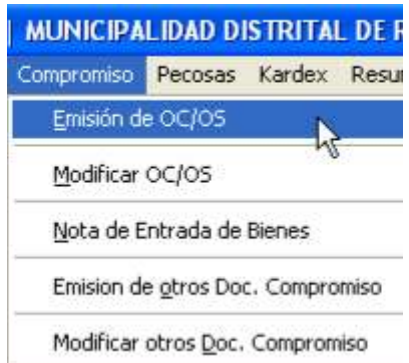 MUNICIPALIDAD DISTRITAL DE R
Compromiso Pecosas Kardex Resur
Emisión de OC/OS
Modificar OC/OS
Nota de Entrada de Bienes
Emision de otros Doc. Compromiso
Modificar otros Doc. Compromiso